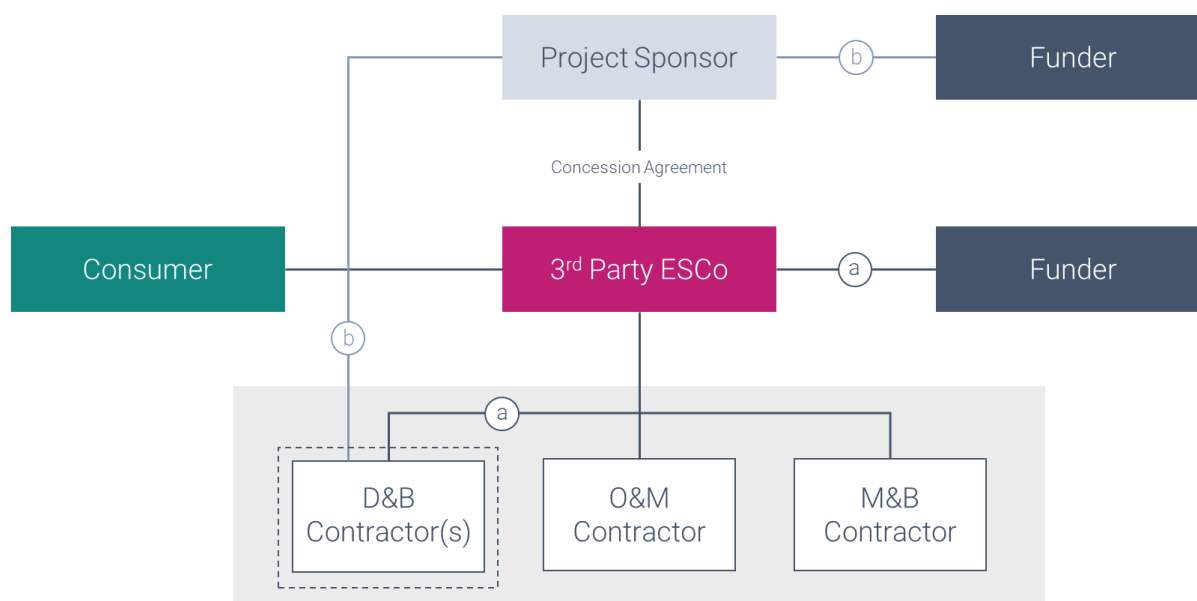 Project Sponsor
b
Funder
Concession Agreement
Consumer
3rd Party ESCo
a
Funder
b
a
D&B
Contractor(s)
O&M
Contractor
M&B
Contractor